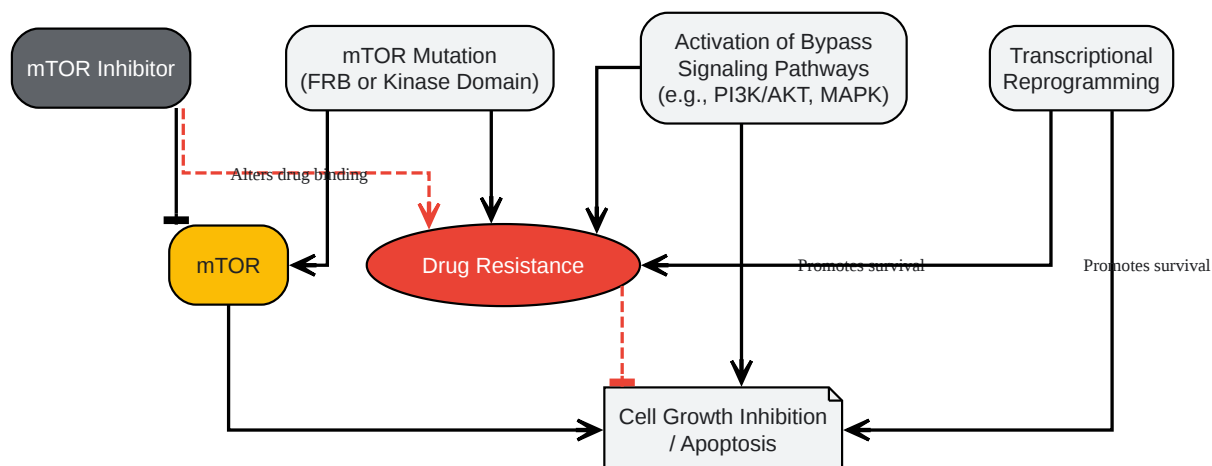 mTOR Inhibitor
mTOR Mutation
(FRB or Kinase Domain)
Activation of Bypass
Signaling Pathways
(e.g., PI3K/AKT, MAPK)
Transcriptional
Reprogramming
Alters drug binding
mTOR
Drug Resistance
Promotes survival
Promotes survival
Cell Growth Inhibition
/ Apoptosis